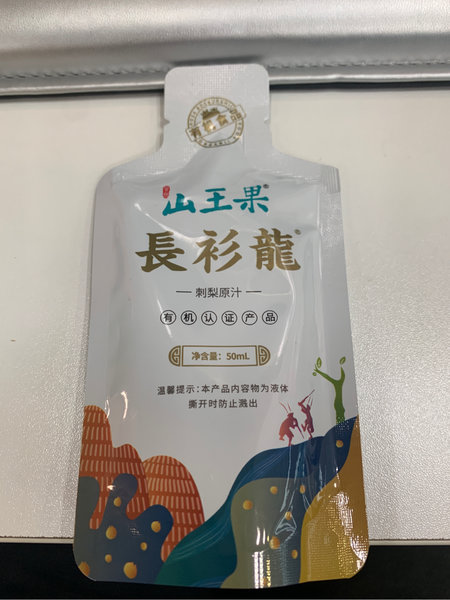 山王果®
長衫龍®
刺梨原汁
有机认证产品
净含量：50mL
温馨提示：本产品内容物为液体
撕开时防止溅出